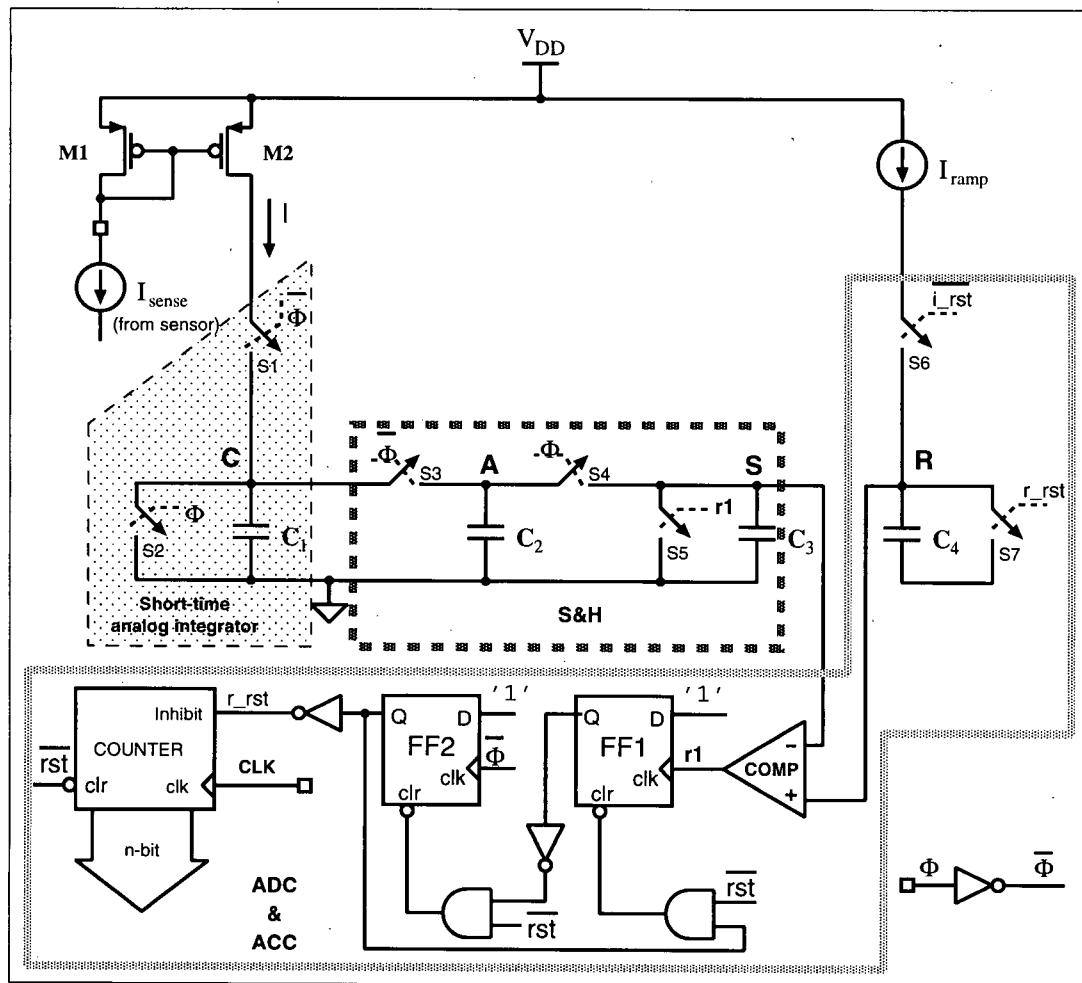 V_DD
M1
M2
I
I_ramp
I_sense
(from sensor)
Φ̅
S1
i_rst̅
S6
C
Φ̅
S3
A
Φ
S4
S
R
r_rst
Φ
S2
C_1
C_2
r1
S5
C_3
C_4
S7
Short-time
analog integrator
S&H
r_rst
Inhibit
COUNTER
rst̅
clr
clk
CLK
n-bit
Q
D
'1'
FF2
Φ̅
clk
clr
Q
D
'1'
FF1
r1
clk
clr
COMP
-
+
rst̅
rst̅
ADC
&
ACC
Φ
Φ̅